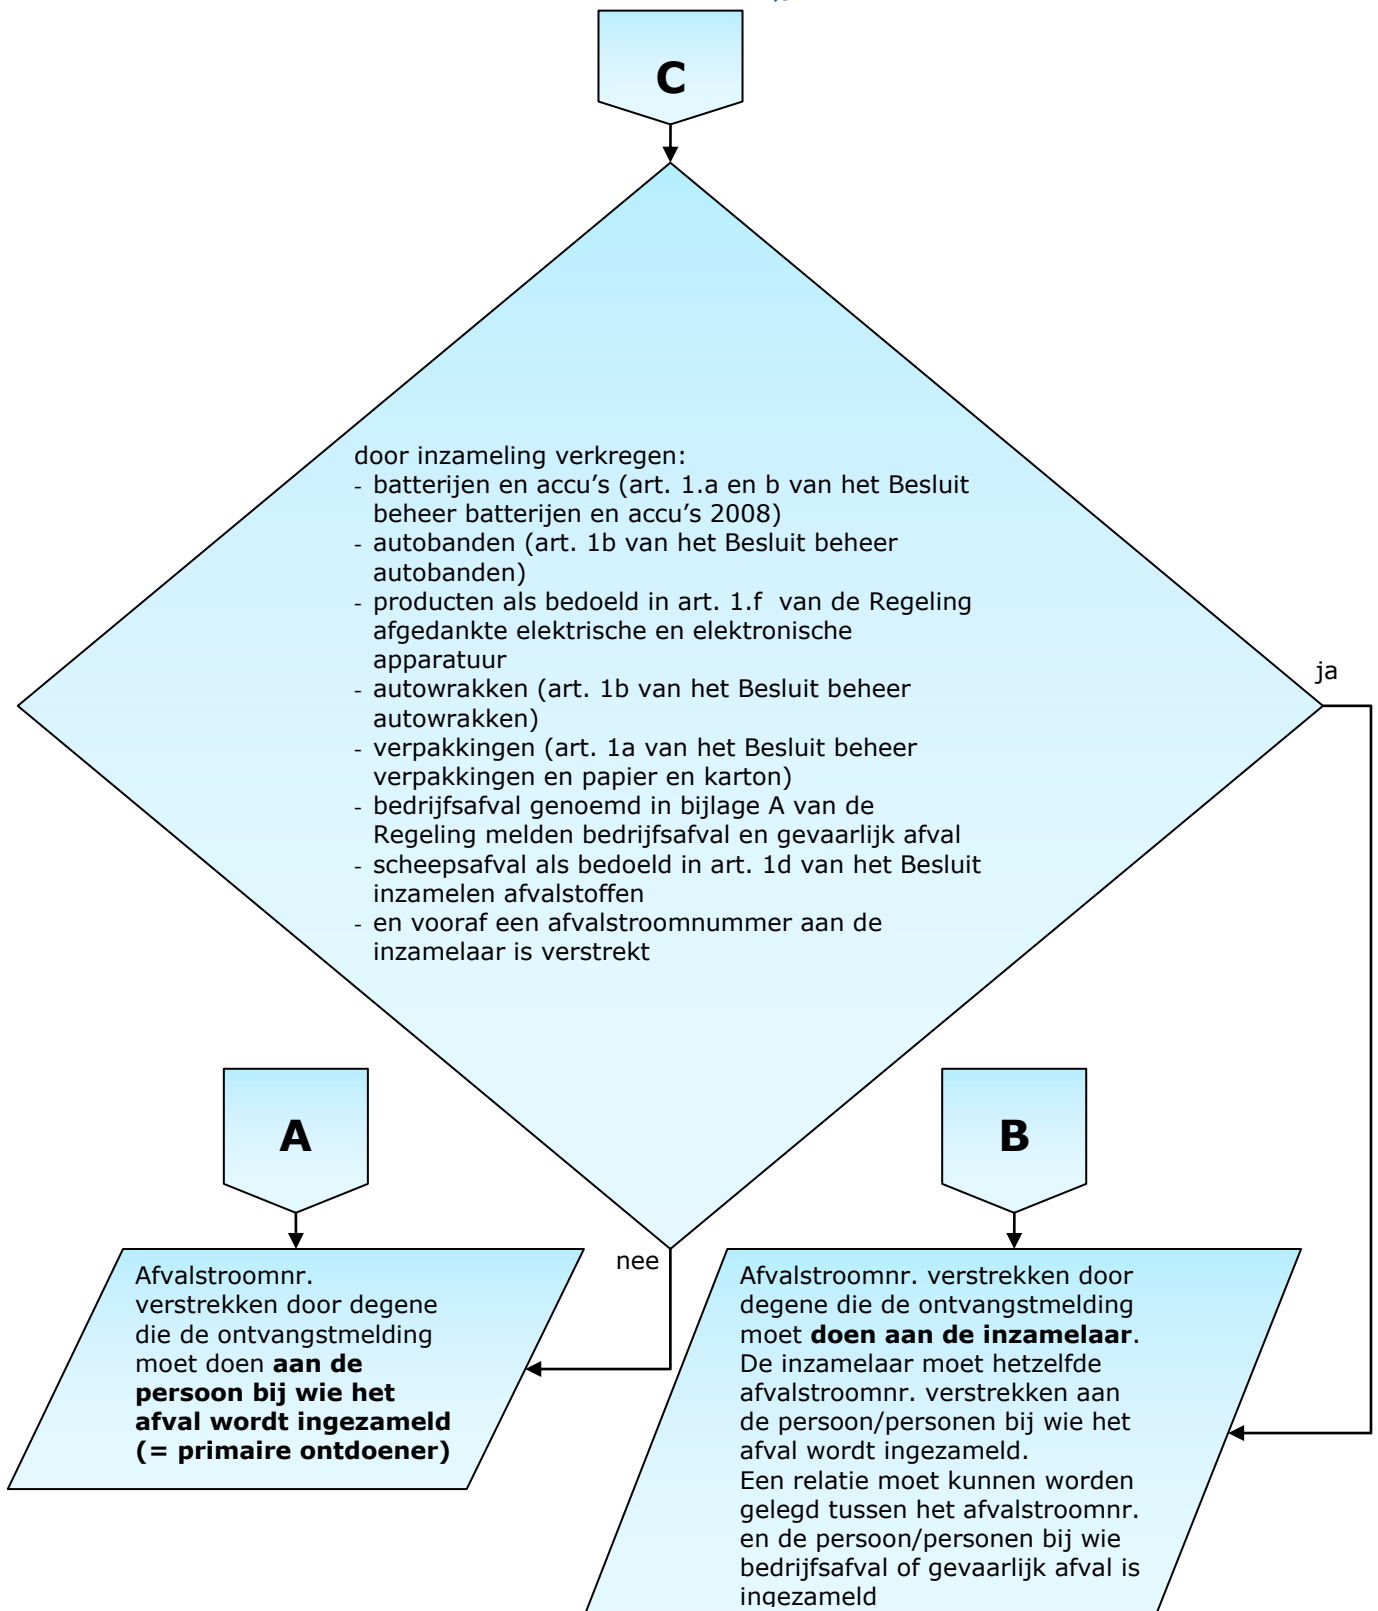 C
door inzameling verkregen:
- batterijen en accu's (art. 1.a en b van het Besluit
beheer batterijen en accu's 2008)
- autobanden (art. 1b van het Besluit beheer
autobanden)
- producten als bedoeld in art. 1.f van de Regeling
afgedankte elektrische en elektronische
apparatuur
- autowrakken (art. 1b van het Besluit beheer
autowrakken)
- verpakkingen (art. 1a van het Besluit beheer
verpakkingen en papier en karton)
- bedrijfsafval genoemd in bijlage A van de
Regeling melden bedrijfsafval en gevaarlijk afval
- scheepsafval als bedoeld in art. 1d van het Besluit
inzamelen afvalstoffen
- en vooraf een afvalstroomnummer aan de
inzamelaar is verstrekt
ja
nee
A
Afvalstroomnr.
verstrekken door degene
die de ontvangstmelding
moet doen aan de
persoon bij wie het
afval wordt ingezameld
(= primaire ontdoener)
B
Afvalstroomnr. verstrekken door
degene die de ontvangstmelding
moet doen aan de inzamelaar.
De inzamelaar moet hetzelfde
afvalstroomnr. verstrekken aan
de persoon/personen bij wie het
afval wordt ingezameld.
Een relatie moet kunnen worden
gelegd tussen het afvalstroomnr.
en de persoon/personen bij wie
bedrijfsafval of gevaarlijk afval is
ingezameld